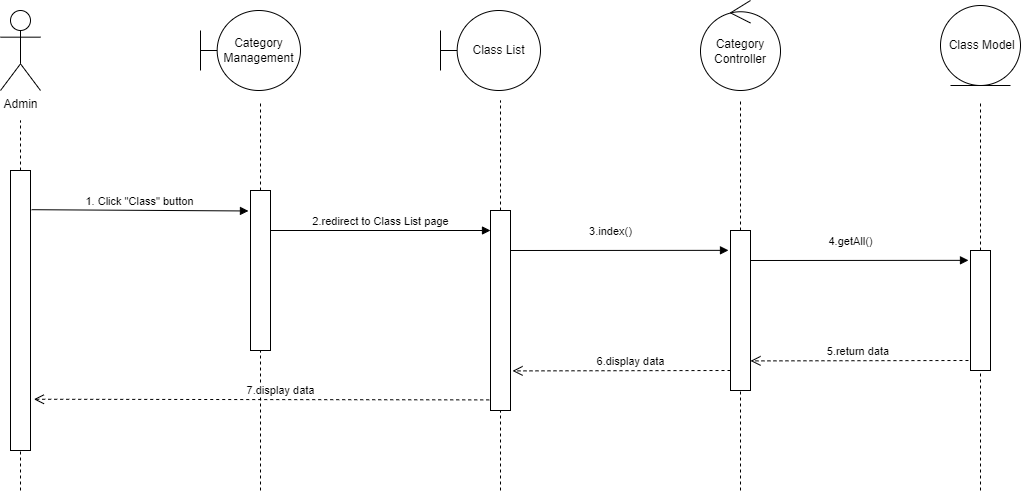 Category
Management
Class List
Category
Controller
Class Model
Admin
1. Click "Class" button
2.redirect to Class List page
3.index()
4.getAll()
5.return data
6.display data
7.display data